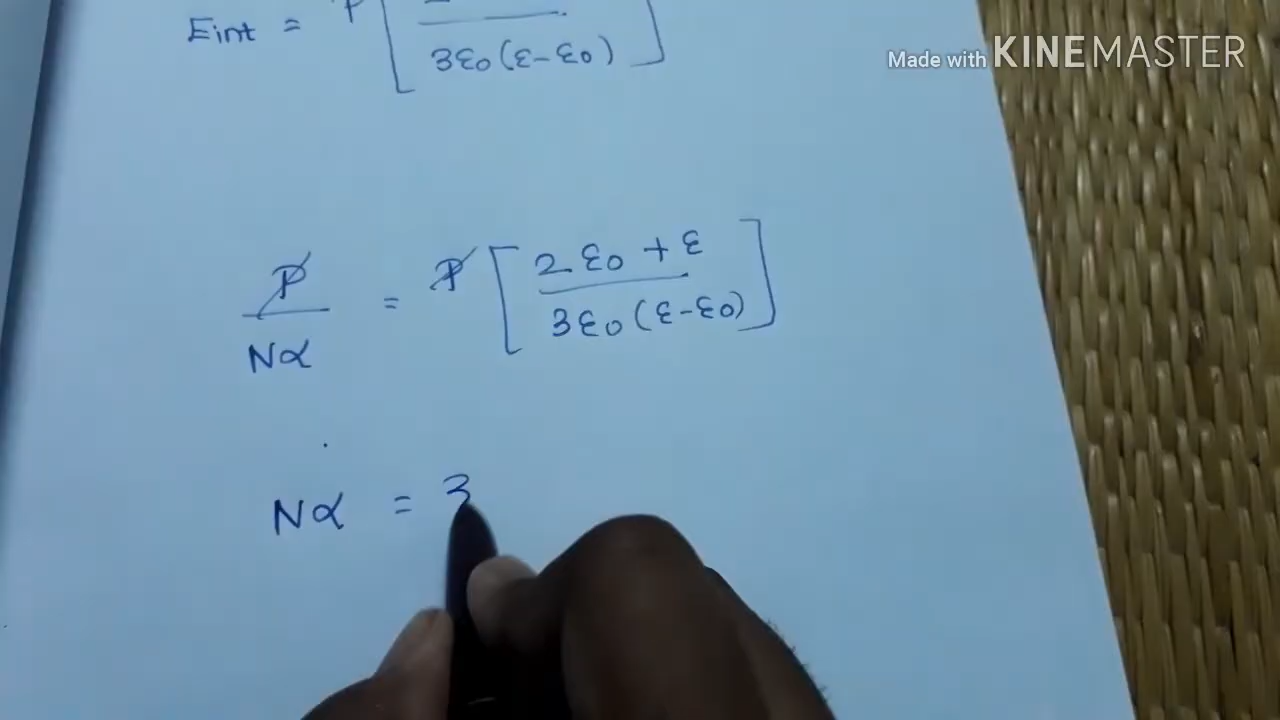 Eint = P [ / 3ε0(ε-ε0) ]
Made with KINEMASTER
P / Nα = P [ 2ε0 + ε / 3ε0(ε-ε0) ]
Nα = 3